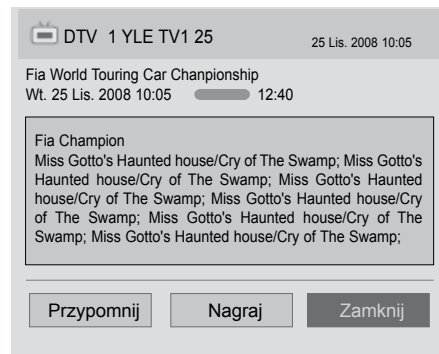 DTV 1 YLE TV1 25 25 Lis. 2008 10:05
Fia World Touring Car Chanpionship
Wt. 25 Lis. 2008 10:05 12:40
Fia Champion
Miss Gotto's Haunted house/Cry of The Swamp; Miss Gotto's
Haunted house/Cry of The Swamp; Miss Gotto's Haunted
house/Cry of The Swamp; Miss Gotto's Haunted house/Cry
of The Swamp; Miss Gotto's Haunted house/Cry of The
Swamp; Miss Gotto's Haunted house/Cry of The Swamp;
Przypomnij Nagraj Zamknij